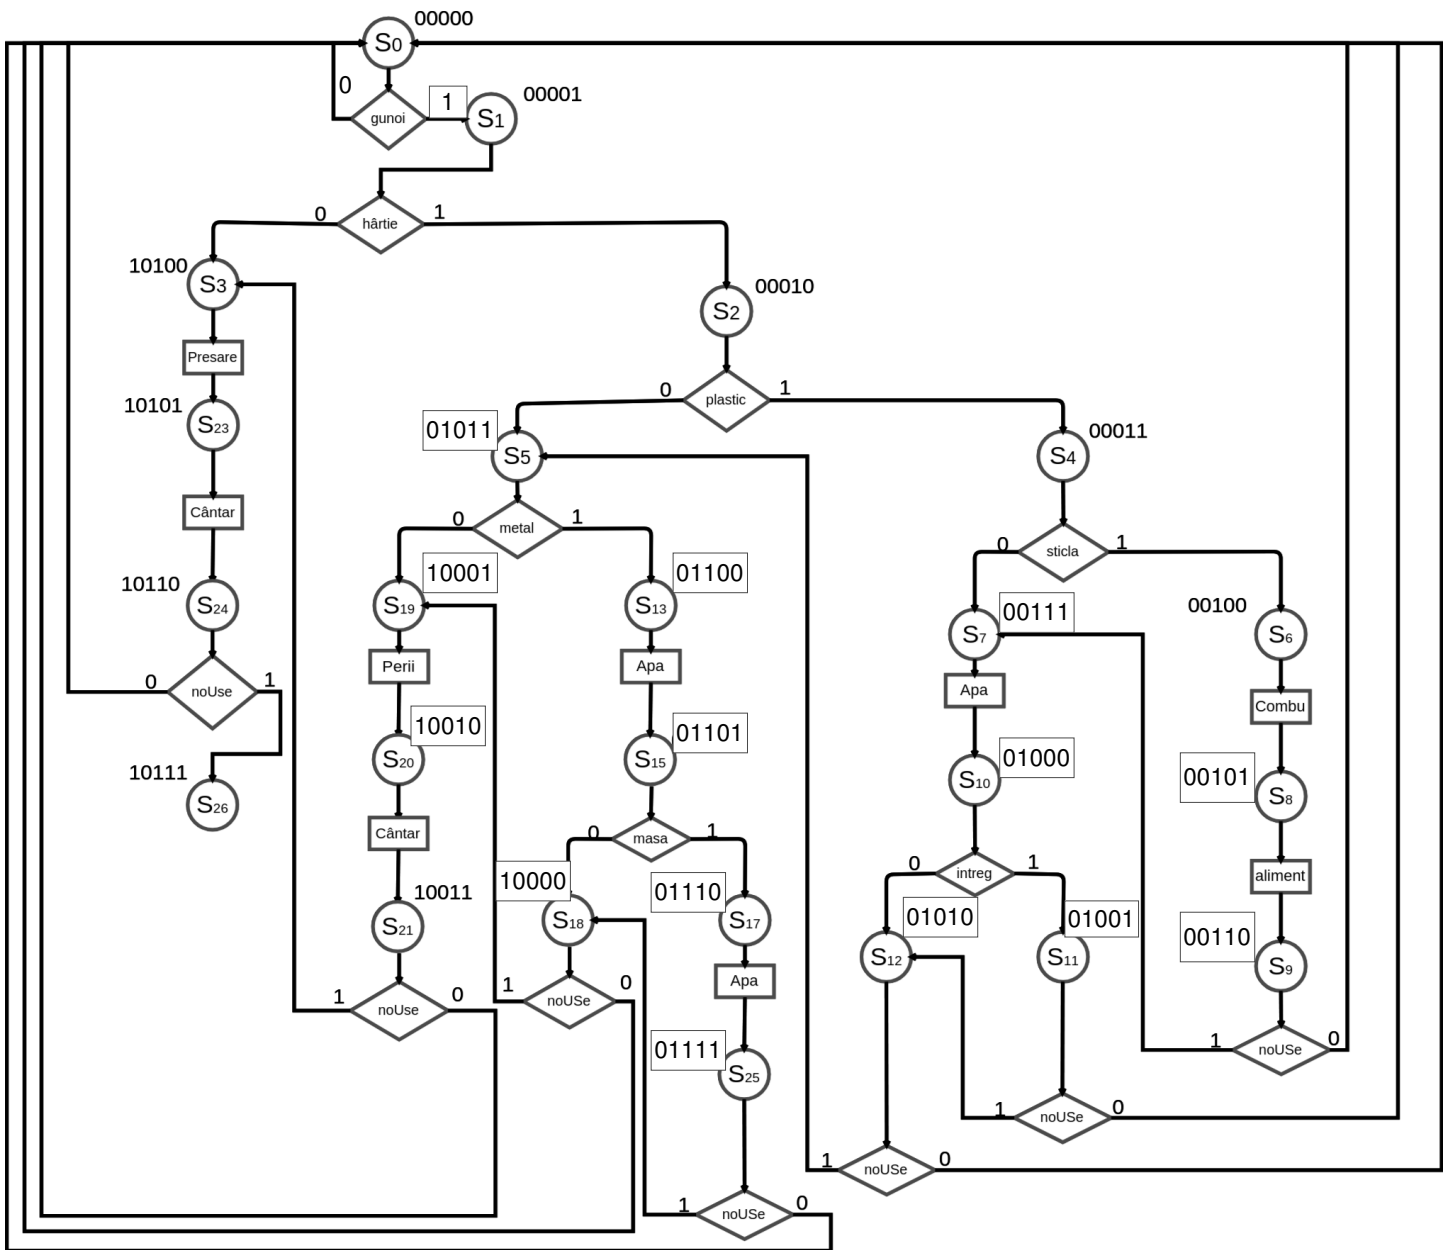 00000
S0
0
gunoi
1
S1
00001
0
hârtie
1
10100
S3
S2
00010
Presare
0
plastic
1
10101
S23
01011
S5
S4
00011
Cântar
0
metal
1
0
sticla
1
10110
S24
S19
10001
S13
01100
S7
00111
00100
S6
Perii
Apa
Apa
Combu
0
noUse
1
10010
S20
S15
01101
S10
01000
00101
S8
10111
S26
Cântar
0
masa
1
0
intreg
1
aliment
10011
S21
10000
S18
01110
S17
01010
S12
01001
S11
00110
S9
1
noUse
0
1
noUSe
0
Apa
01111
S25
1
noUSe
0
1
noUSe
0
1
noUSe
0
1
noUSe
0